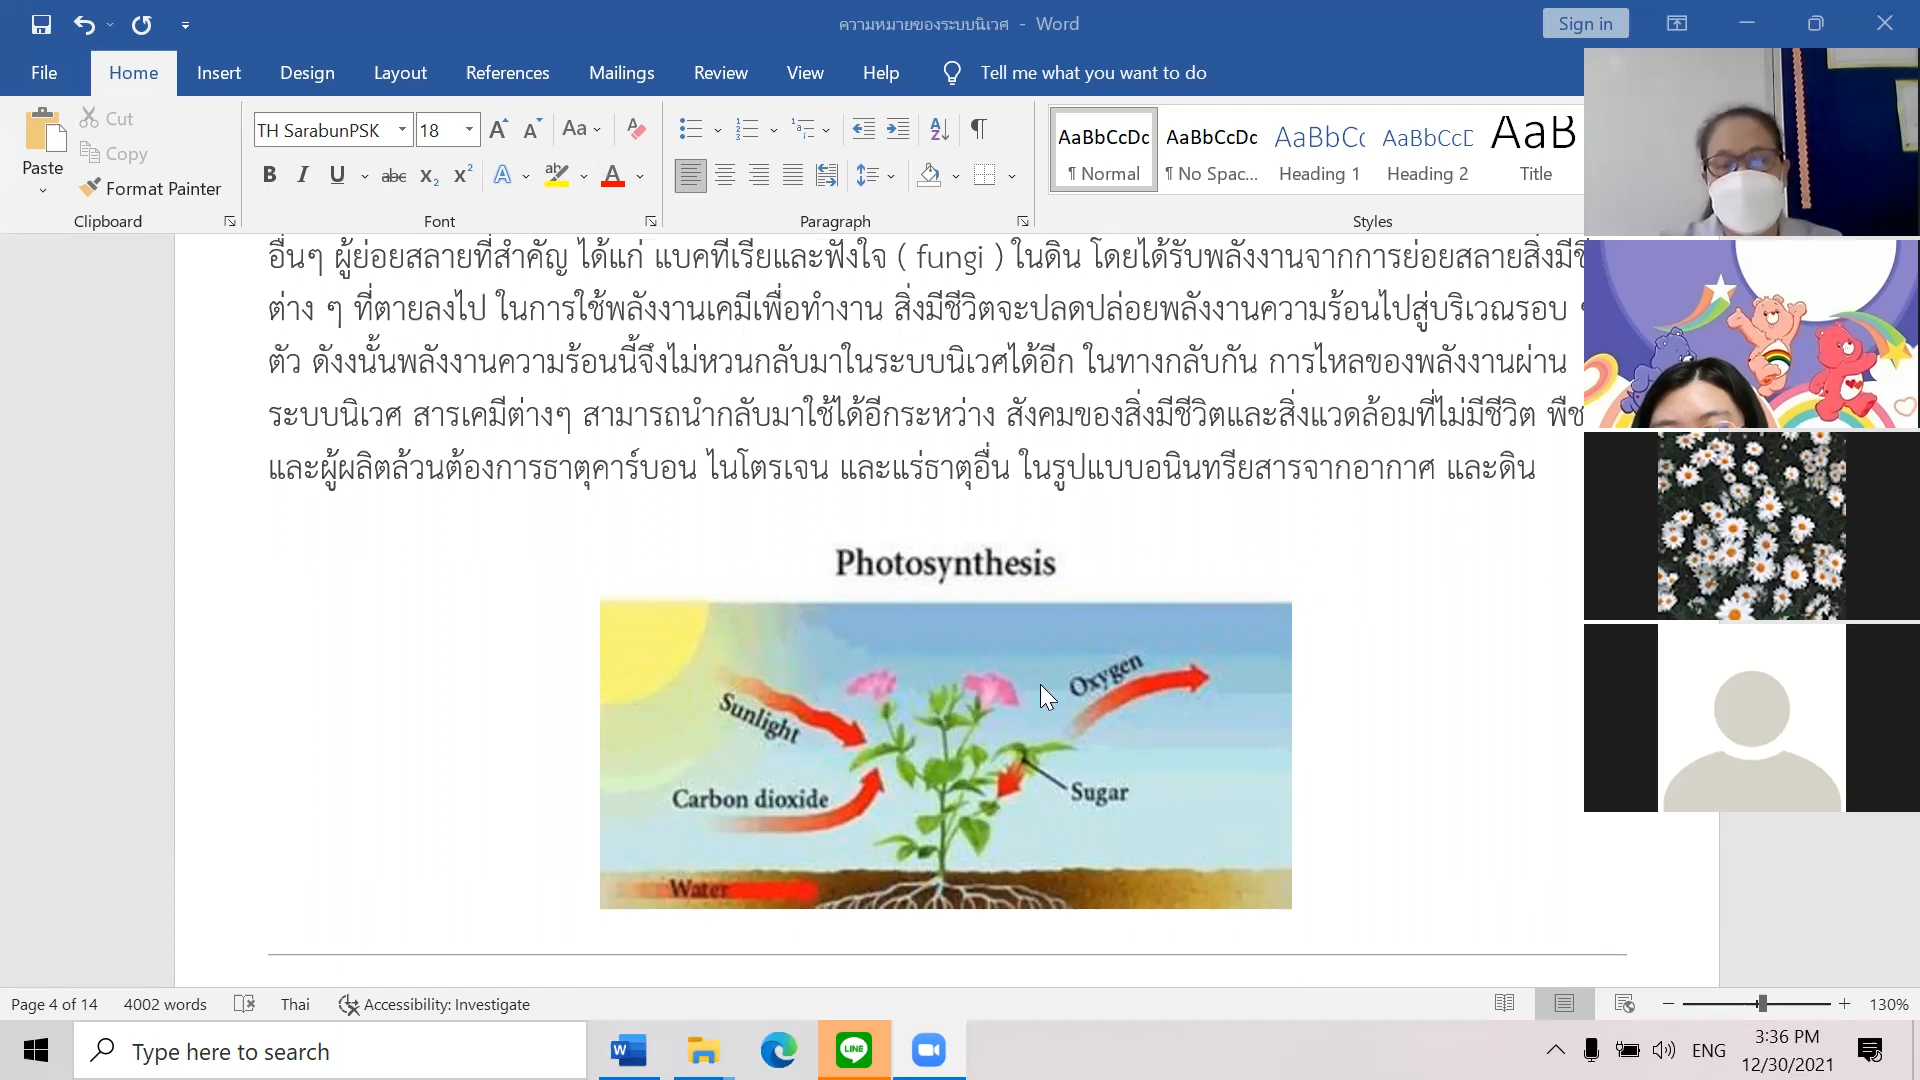 ความหมายของระบบนิเวศ - Word
Sign in
File Home Insert Design Layout References Mailings Review View Help Tell me what you want to do
Paste
Cut
Copy
Format Painter
Clipboard
TH SarabunPSK 18
Font
Paragraph
AaBbCcDc AaBbCcDc AaBbCc AaBbCcD AaB
¶ Normal ¶ No Spac... Heading 1 Heading 2 Title
Styles
อื่นๆ ผู้ย่อยสลายที่สำคัญ ได้แก่ แบคทีเรียและฟังใจ ( fungi ) ในดิน โดยได้รับพลังงานจากการย่อยสลายสิ่งมี
ต่าง ๆ ที่ตายลงไป ในการใช้พลังงานเคมีเพื่อทำงาน สิ่งมีชีวิตจะปลดปล่อยพลังงานความร้อนไปสู่บริเวณรอบ
ตัว ดังงนั้นพลังงานความร้อนนี้จึงไม่หวนกลับมาในระบบนิเวศได้อีก ในทางกลับกัน การไหลของพลังงานผ่าน
ระบบนิเวศ สารเคมีต่างๆ สามารถนำกลับมาใช้ได้อีกระหว่าง สังคมของสิ่งมีชีวิตและสิ่งแวดล้อมที่ไม่มีชีวิต พืช
และผู้ผลิตล้วนต้องการธาตุคาร์บอน ไนโตรเจน และแร่ธาตุอื่น ในรูปแบบอนินทรียสารจากอากาศ และดิน
Photosynthesis
Oxygen
Sunlight
Carbon dioxide
Sugar
Water
Page 4 of 14 4002 words Thai Accessibility: Investigate 130%
Type here to search
ENG
3:36 PM
12/30/2021